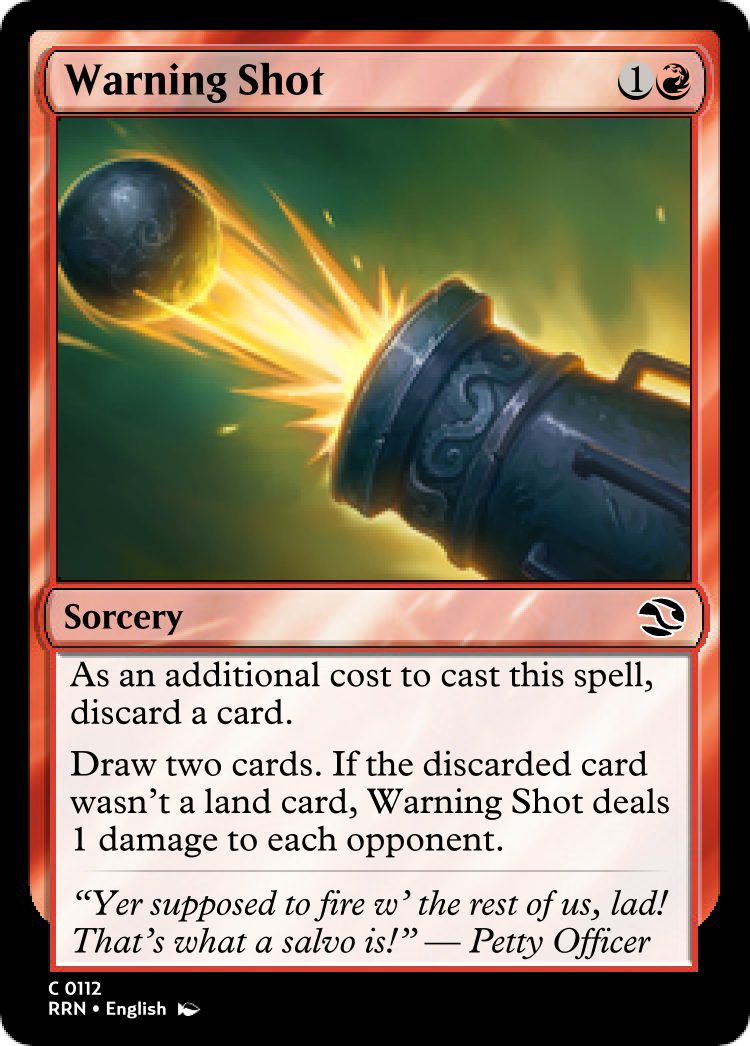 Warning Shot 1
Sorcery
As an additional cost to cast this spell,
discard a card.
Draw two cards. If the discarded card
wasn't a land card, Warning Shot deals
1 damage to each opponent.
“Yer supposed to fire w’ the rest of us, lad!
That’s what a salvo is!” — Petty Officer
C 0112
RRN • English